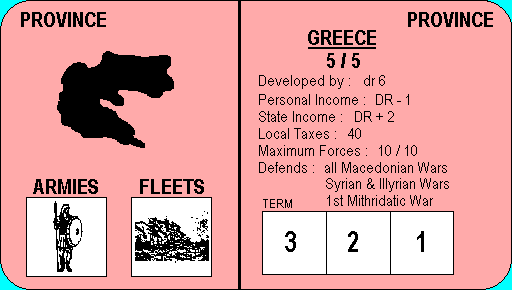 PROVINCE
ARMIES FLEETS
PROVINCE
GREECE
5 / 5
Developed by : dr 6
Personal Income : DR - 1
State Income : DR + 2
Local Taxes : 40
Maximum Forces : 10 / 10
Defends : all Macedonian Wars
Syrian & Illyrian Wars
1st Mithridatic War
TERM
3 2 1